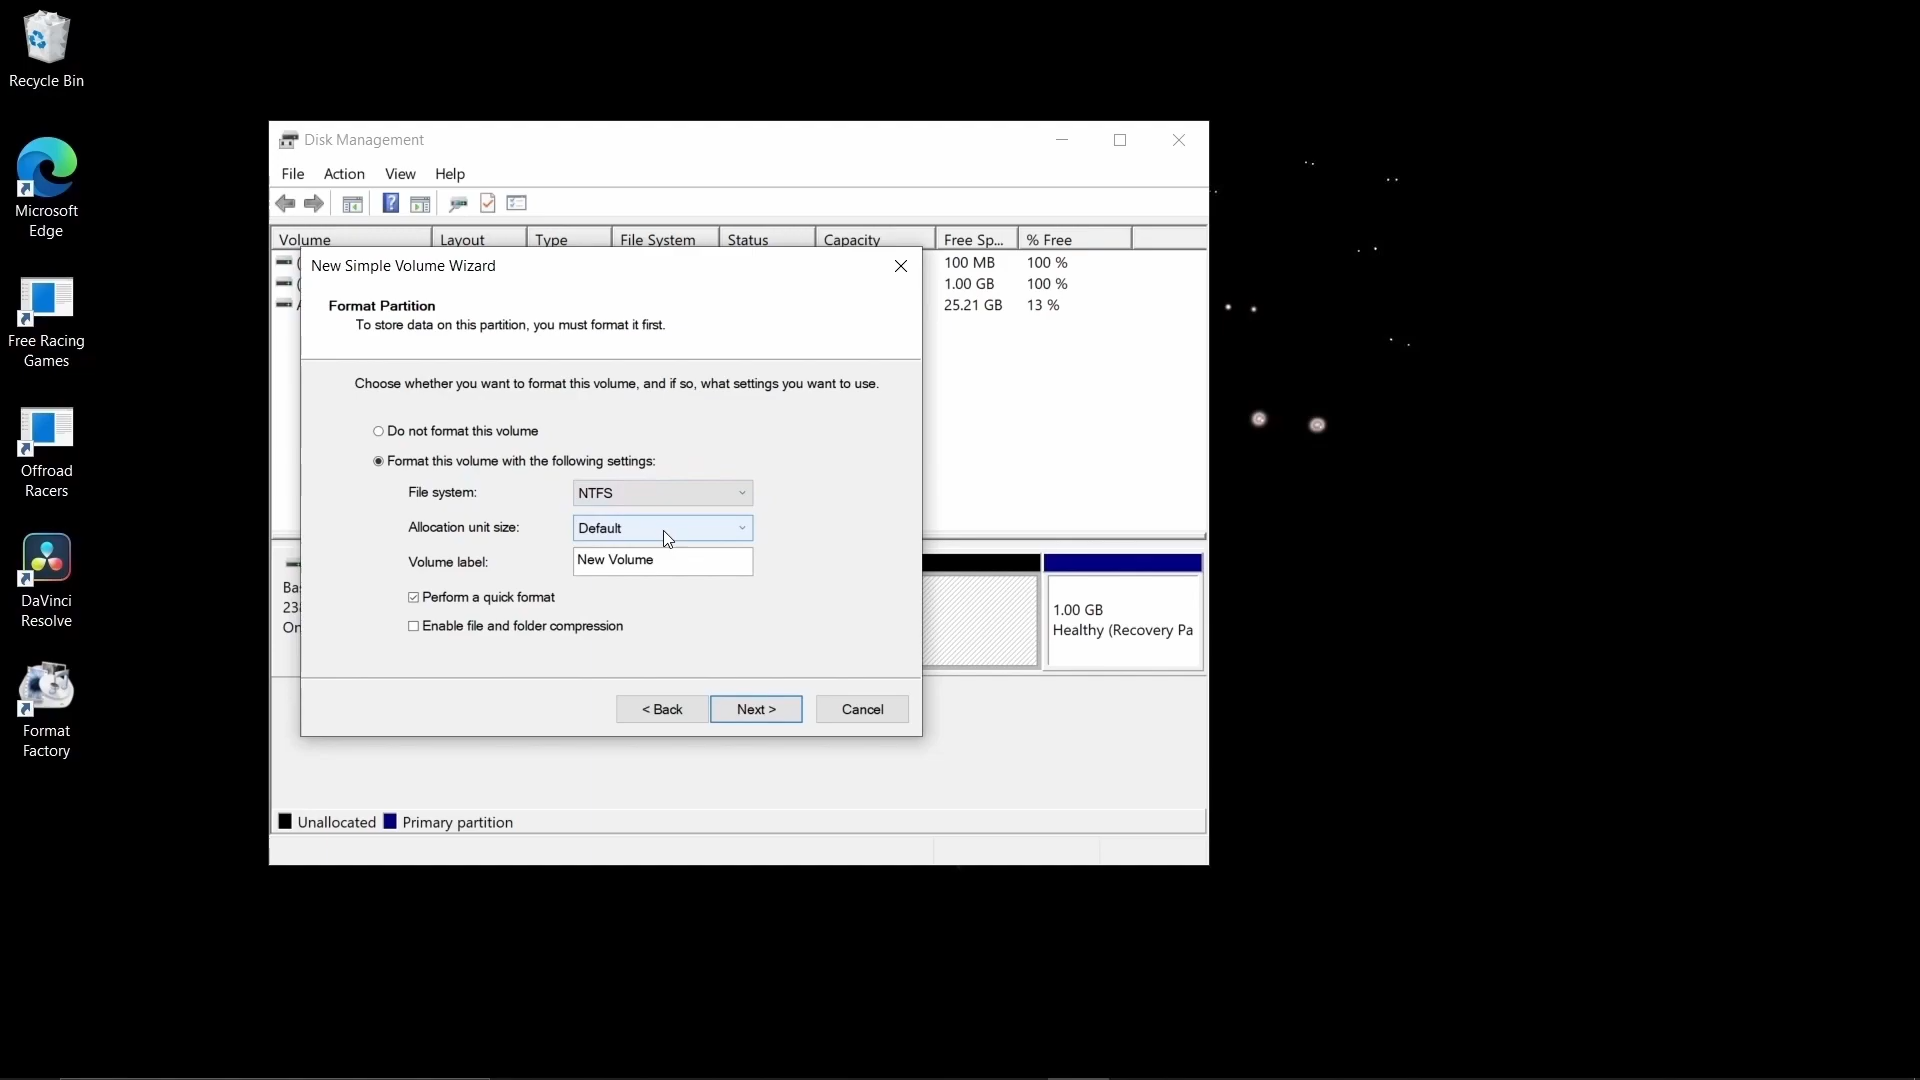 Recycle Bin
Microsoft
Edge
Free Racing
Games
Offroad
Racers
DaVinci
Resolve
Format
Factory
Disk Management
File Action View Help
Volume Layout Type File System Status Capacity Free Sp... % Free
( 100 MB 100 %
( 1.00 GB 100 %
25.21 GB 13 %
New Simple Volume Wizard
Format Partition
To store data on this partition, you must format it first.
Choose whether you want to format this volume, and if so, what settings you want to use.
Do not format this volume
Format this volume with the following settings:
File system: NTFS
Allocation unit size: Default
Volume label: New Volume
Perform a quick format
Enable file and folder compression
< Back Next > Cancel
Ba
23
On
1.00 GB
Healthy (Recovery Pa
Unallocated Primary partition